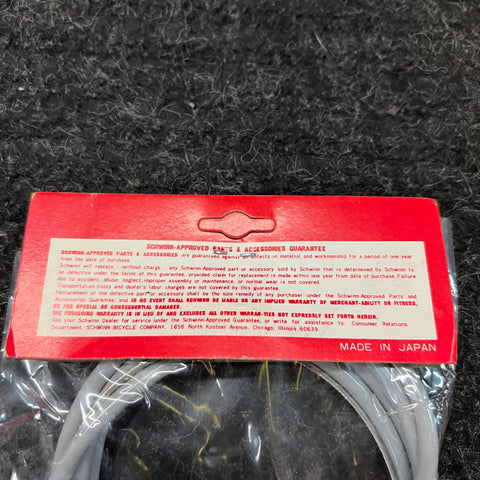 SCHWINN-APPROVED PARTS & ACCESSORIES GUARANTEE
SCHWINN-APPROVED PARTS & ACCESSORIES are guaranteed against defects in material and workmanship for a period of one year
from the date of purchase.
Schwinn will replace, without charge, any Schwinn-Approved part or accessory sold by Schwinn that is determined by Schwinn to
be defective under the terms of this guarantee, provided claim for replacement is made within one year from date of purchase. Failure
due to accident, abuse, neglect, improper assembly or maintenance, or normal wear is not covered.
Transportation costs and dealer's labor charges are not covered by this guarantee.
Replacement of the defective part or accessory shall be the sole remedy of any purchaser under the Schwinn-Approved Parts and
Accessories Guarantee, and IN NO EVENT SHALL SCHWINN BE LIABLE ON ANY IMPLIED WARRANTY OF MERCHANT-ABILITY OR FITNESS,
OR FOR SPECIAL OR CONSEQUENTIAL DAMAGES.
THE FOREGOING WARRANTY IS IN LIEU OF AND EXCLUDES ALL OTHER WARRAN-TIES NOT EXPRESSLY SET FORTH HEREIN.
See your Schwinn Dealer for service under the Schwinn-Approved Guarantee, or write for assistance to: Consumer Relations
Department, SCHWINN BICYCLE COMPANY, 1856 North Kostner Avenue, Chicago, Illinois 60639.
MADE IN JAPAN